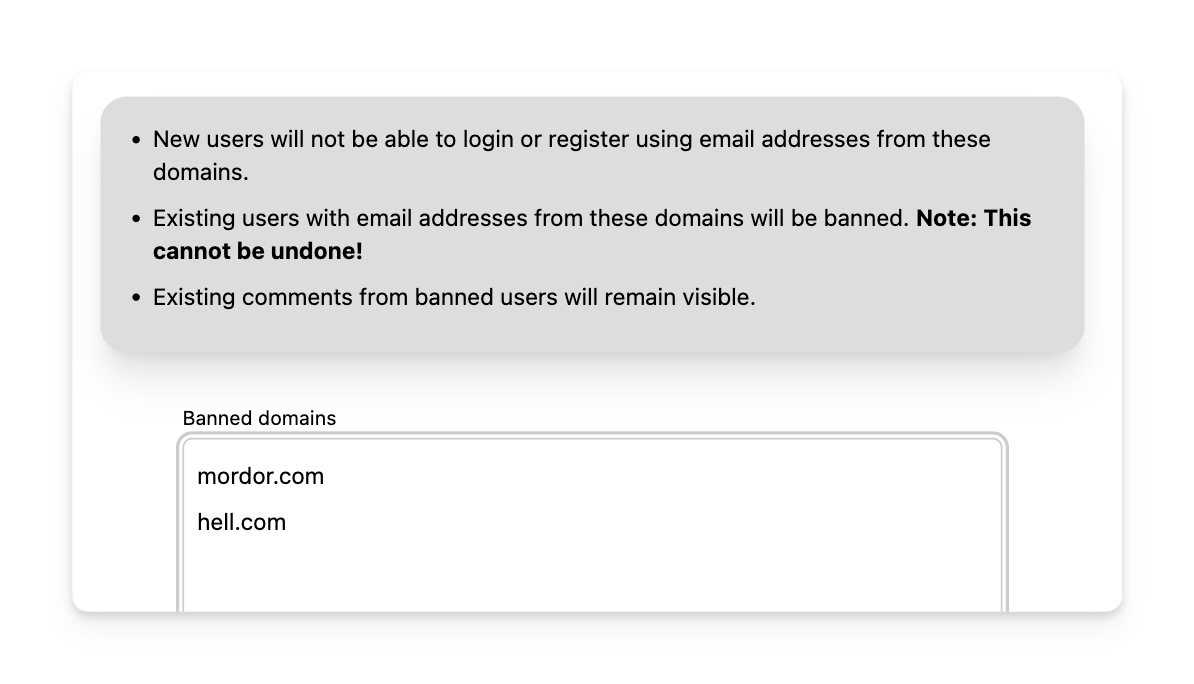 • New users will not be able to login or register using email addresses from these
domains.
• Existing users with email addresses from these domains will be banned. Note: This
cannot be undone!
• Existing comments from banned users will remain visible.
Banned domains
mordor.com
hell.com